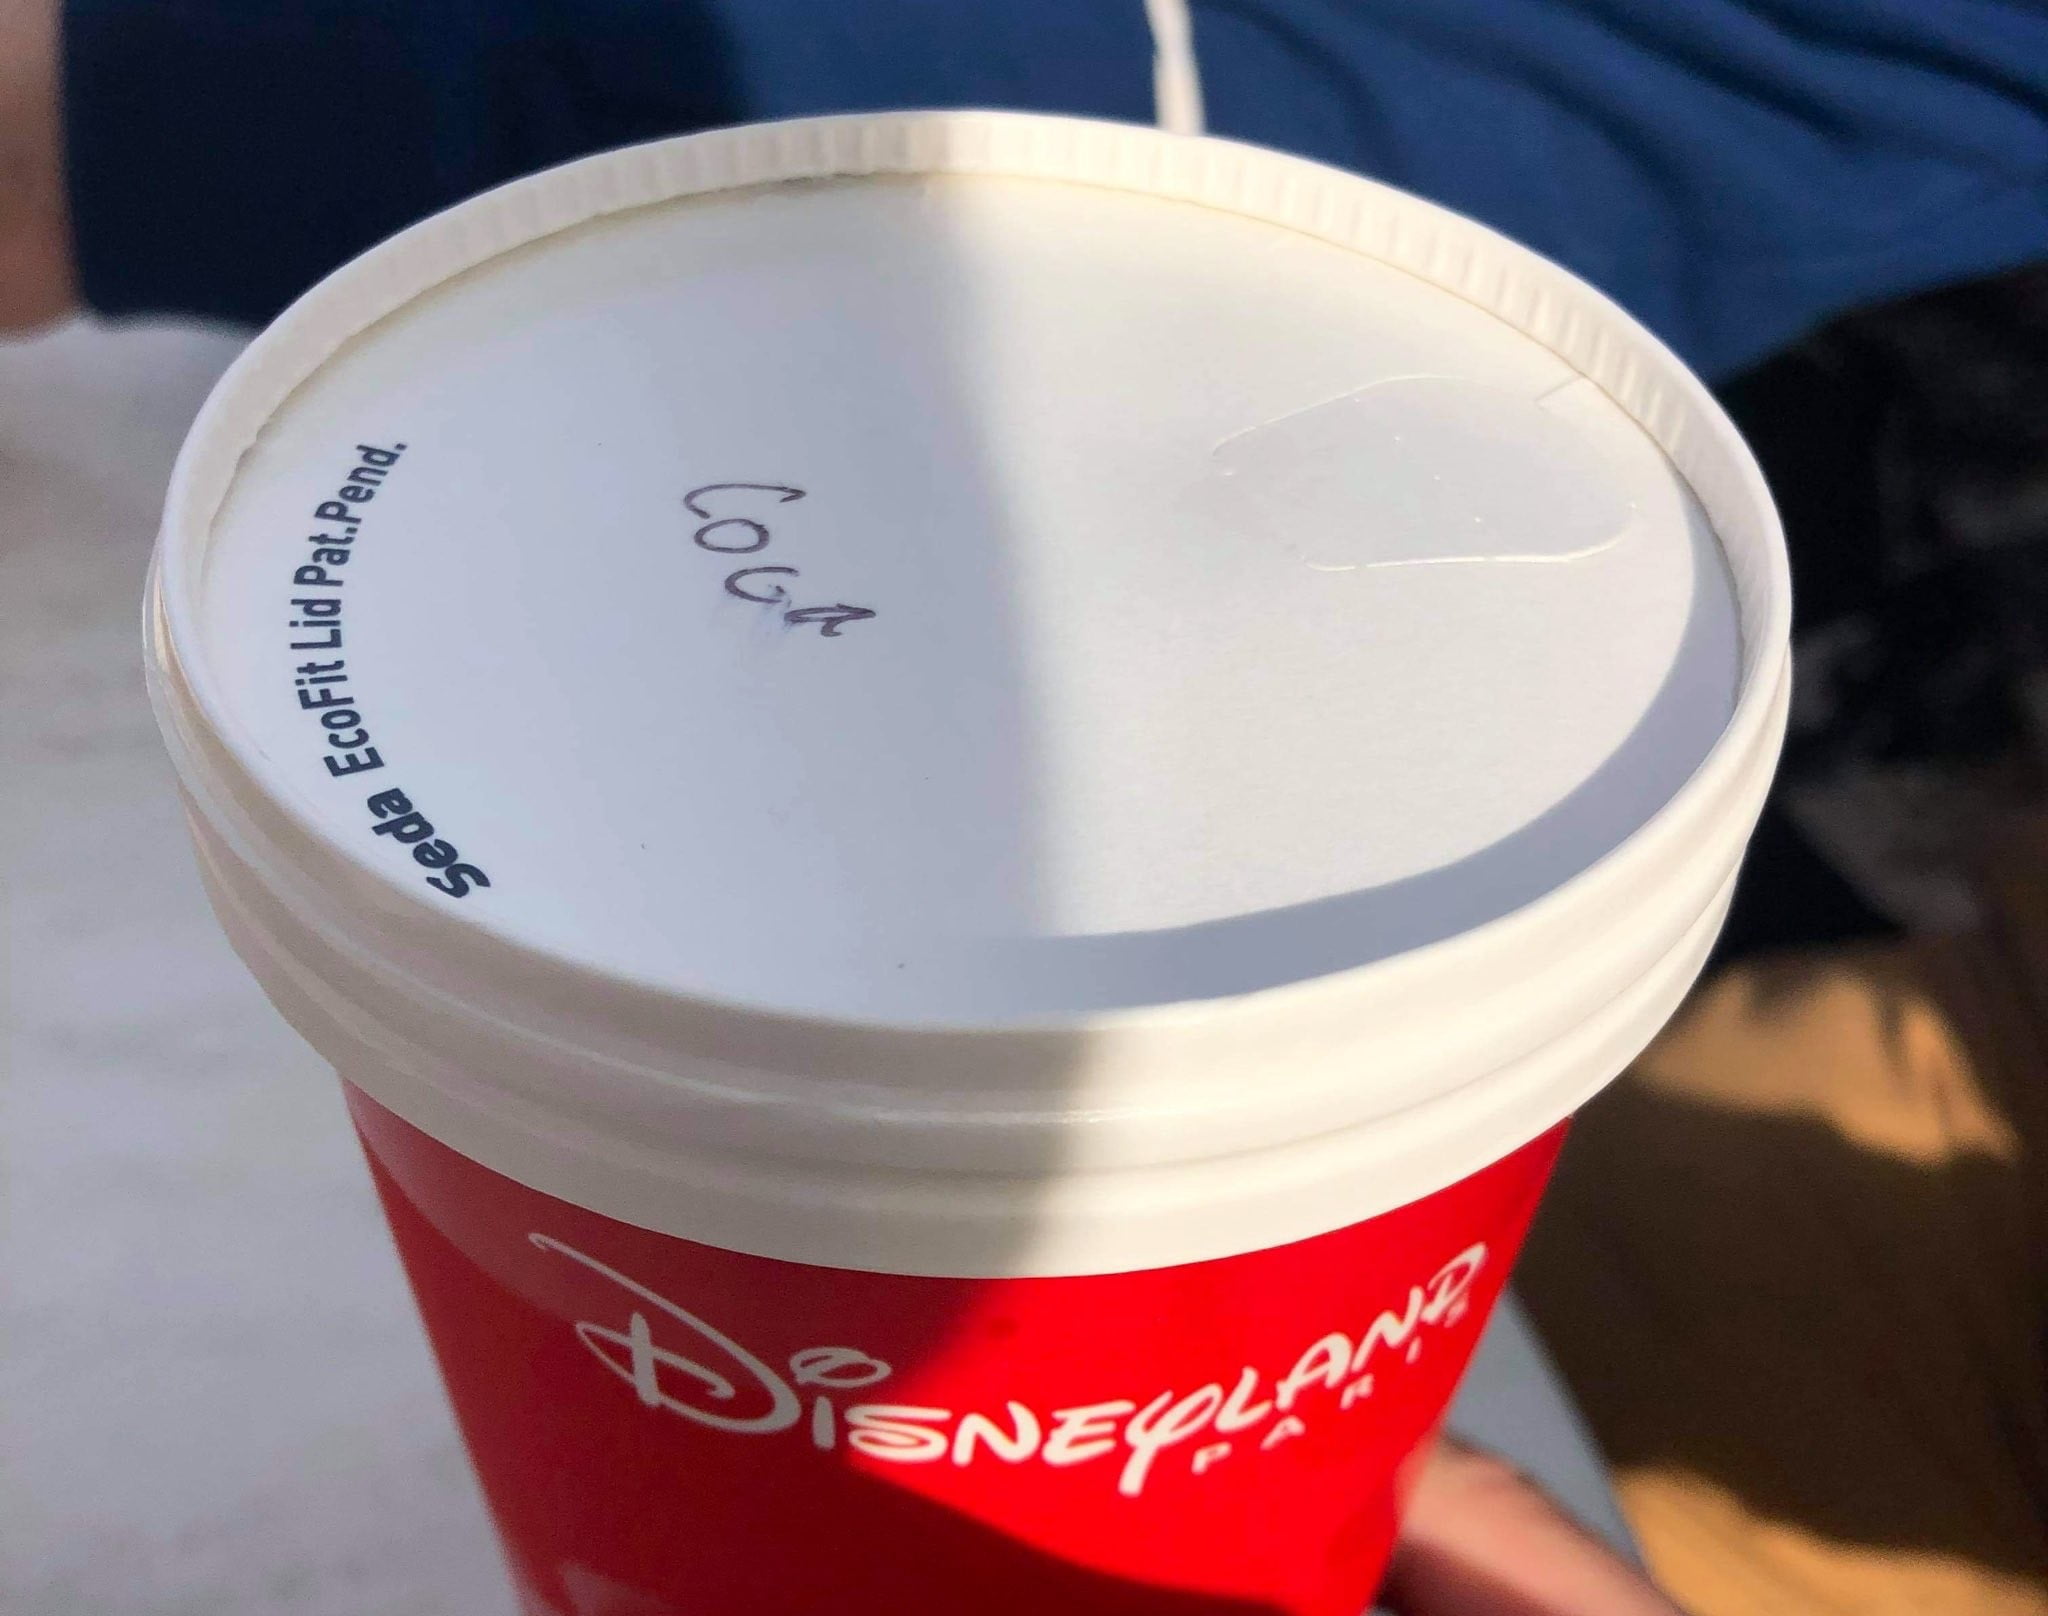 Coca
Seda EcoFit Lid Pat.Pend.
Disneyland
PARIS